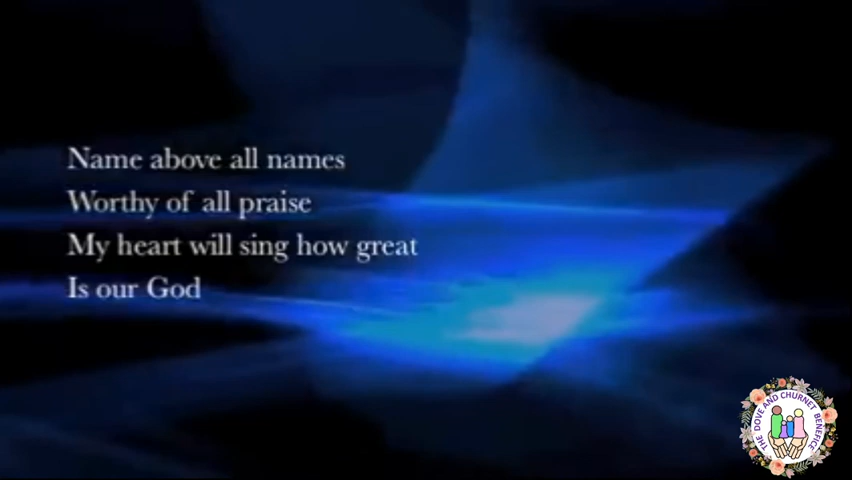 Name above all names
Worthy of all praise
My heart will sing how great
Is our God
THE DOVE AND CHURNET BENEFICE